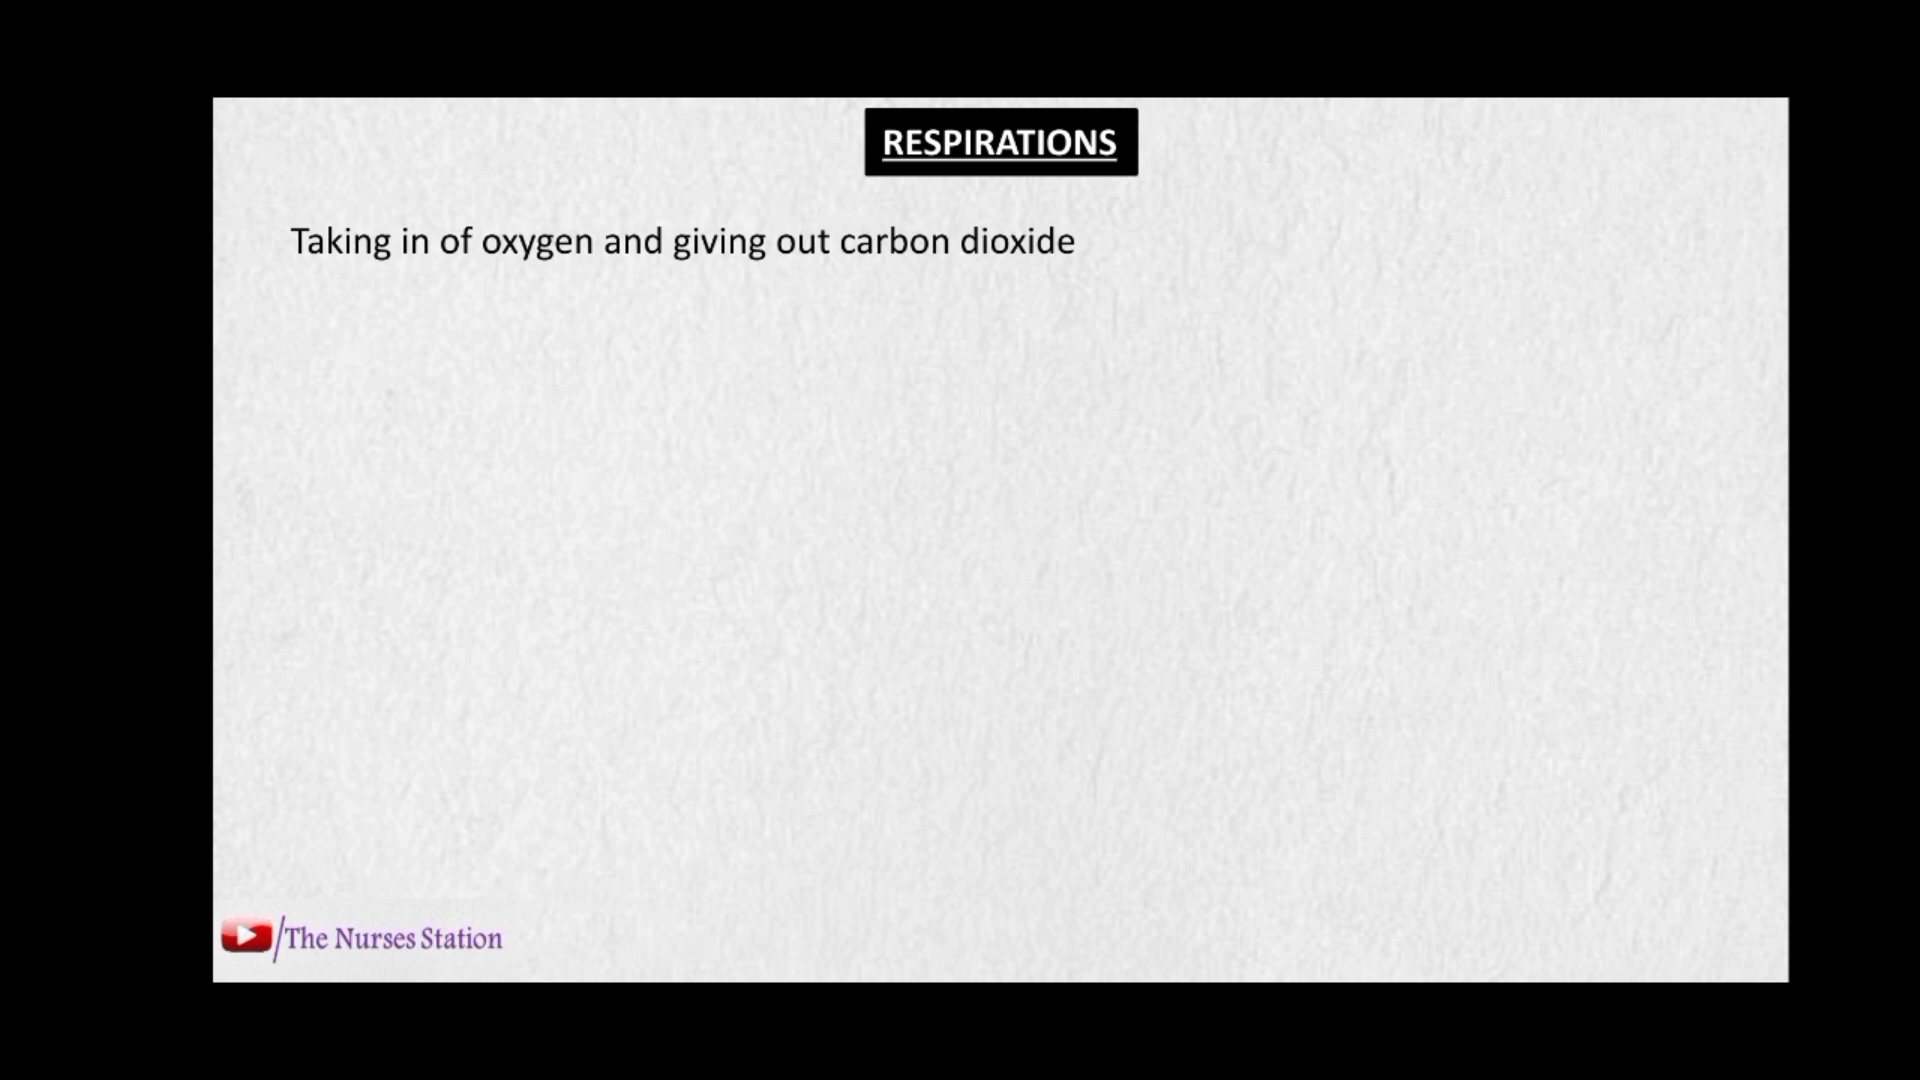 RESPIRATIONS
Taking in of oxygen and giving out carbon dioxide
/The Nurses Station